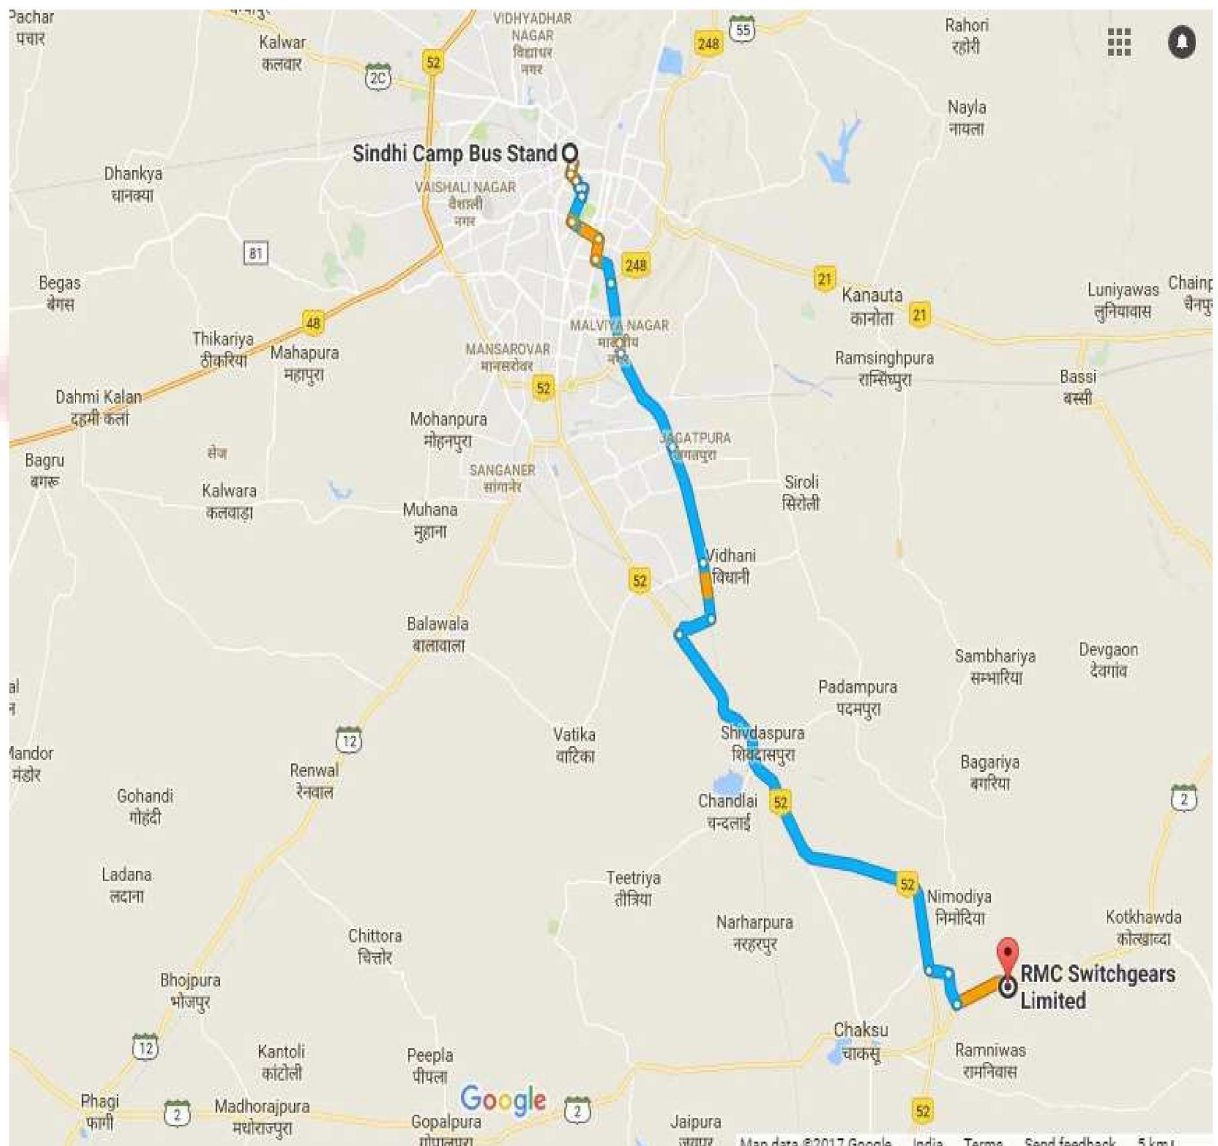 Pachar
पचार
Kalwar
कलवार
2C
52
VIDHYADHAR
NAGAR
विद्याधर
नगर
248
55
Rahori
रहोरी
Nayla
नायला
Sindhi Camp Bus Stand
Dhankya
धानक्या
VAISHALI NAGAR
वैशाली
नगर
81
248
21
Kanauta
कानोता
21
Begas
बेगस
Luniyawas
लुनियावास
48
Thikariya
ठीकरिया
Mahapura
महापुरा
MALVIYA NAGAR
MANSAROVAR
मानसरोवर
52
Ramsinghpura
राम्सिंघ्पुरा
Bassi
बस्सी
Dahmi Kalan
दहमी कलां
Mohanpura
मोहनपुरा
JAGATPURA
जगतपुरा
Bagru
बगरू
सेज
Kalwara
कलवाड़ा
SANGANER
सांगानेर
Muhana
मुहाना
Siroli
सिरोली
Vidhani
विधानी
52
Balawala
बालावाला
Sambhariya
सम्भारिया
Devgaon
देवगांव
Padampura
पदमपुरा
12
Vatika
वाटिका
Shivdaspura
शिवदासपुरा
Mandor
मंडोर
Renwal
रेनवाल
Bagariya
बगरिया
Gohandi
गोहंदी
Chandlai
चन्दलाई
52
2
Ladana
लदाना
Teetriya
तीत्रिया
52
Nimodiya
निमोदिया
Narharpura
नरहरपुर
Kotkhawda
कोत्खाव्दा
Chittora
चित्तोर
RMC Switchgears
Limited
Bhojpura
भोजपुर
Chaksu
चाकसू
12
Kantoli
कांटोली
Peepla
पीपला
Ramniwas
रामनिवास
Phagi
फागी
2
Madhorajpura
मधोराजपुरा
Google
2
Gopalpura
गोपालपुरा
Jaipura
जयपुर
52
Map data ©2017 Google India Terms Send feedback 5 km